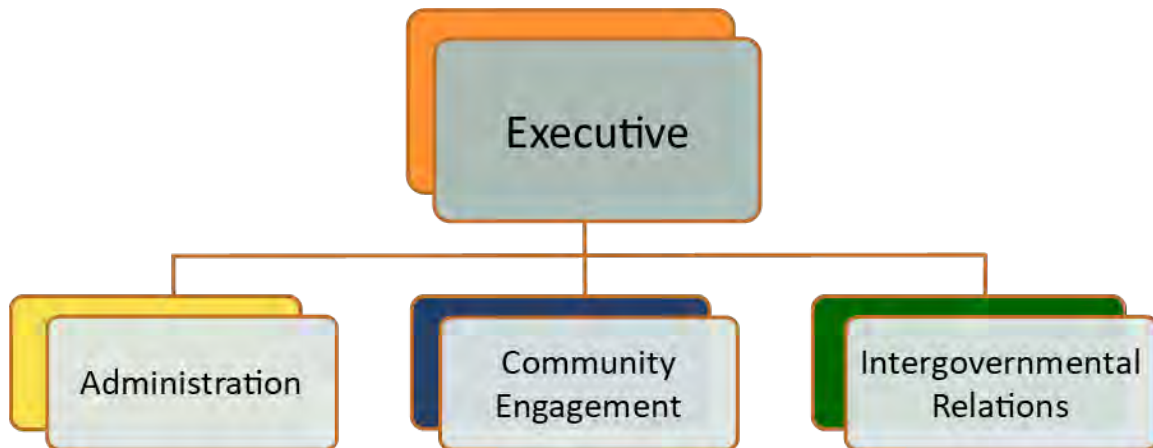 Executive
Administration
Community
Engagement
Intergovernmental
Relations